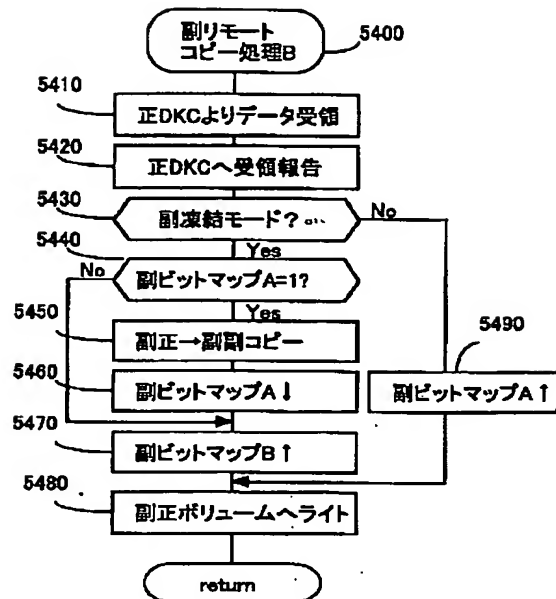 副リモート
コピー処理B
5400
5410
正DKCよりデータ受領
5420
正DKCへ受領報告
5430
副凍結モード?
No
5440
Yes
No
副ビットマップA=1?
5450
Yes
5490
副正→副副コピー
5460
副ビットマップA↓
副ビットマップA↑
5470
副ビットマップB↑
5480
副正ボリュームへライト
return